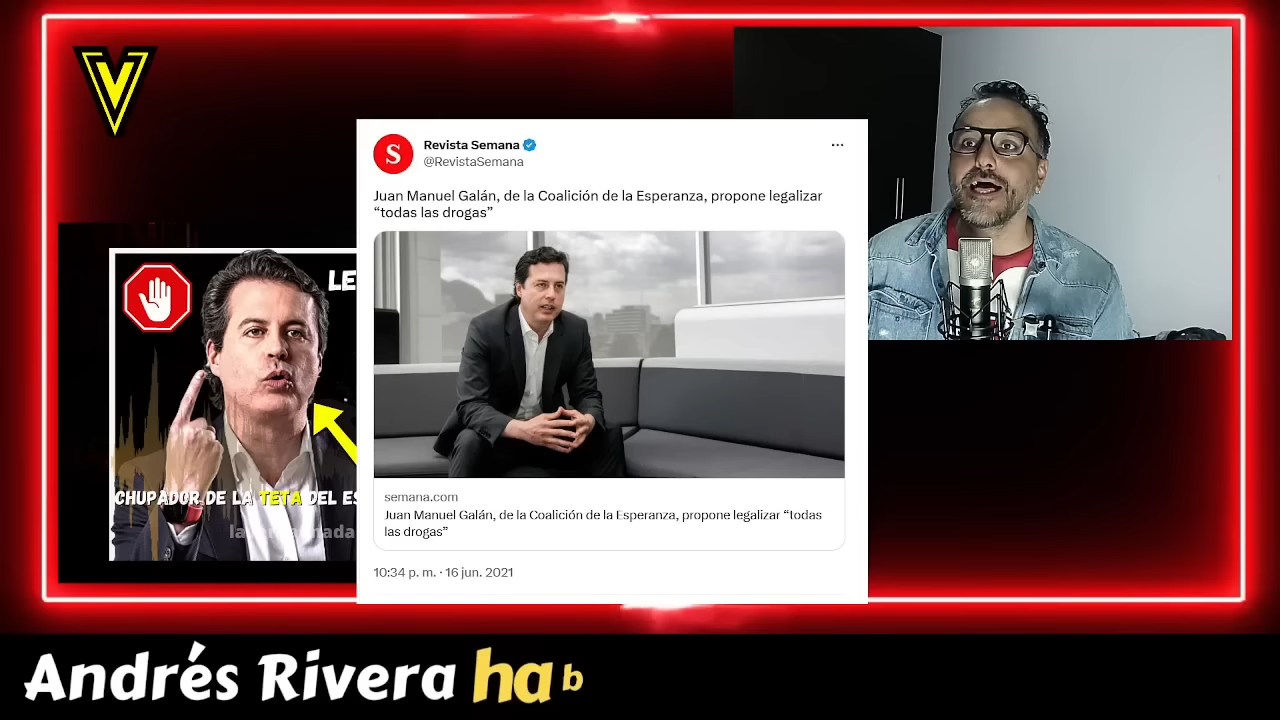 V
S
Revista Semana
@RevistaSemana
Juan Manuel Galán, de la Coalición de la Esperanza, propone legalizar
“todas las drogas”
semana.com
Juan Manuel Galán, de la Coalición de la Esperanza, propone legalizar “todas
las drogas”
10:34 p. m. · 16 jun. 2021
LE
CHUPADOR DE LA TETA DEL ES
Andrés Rivera ha b